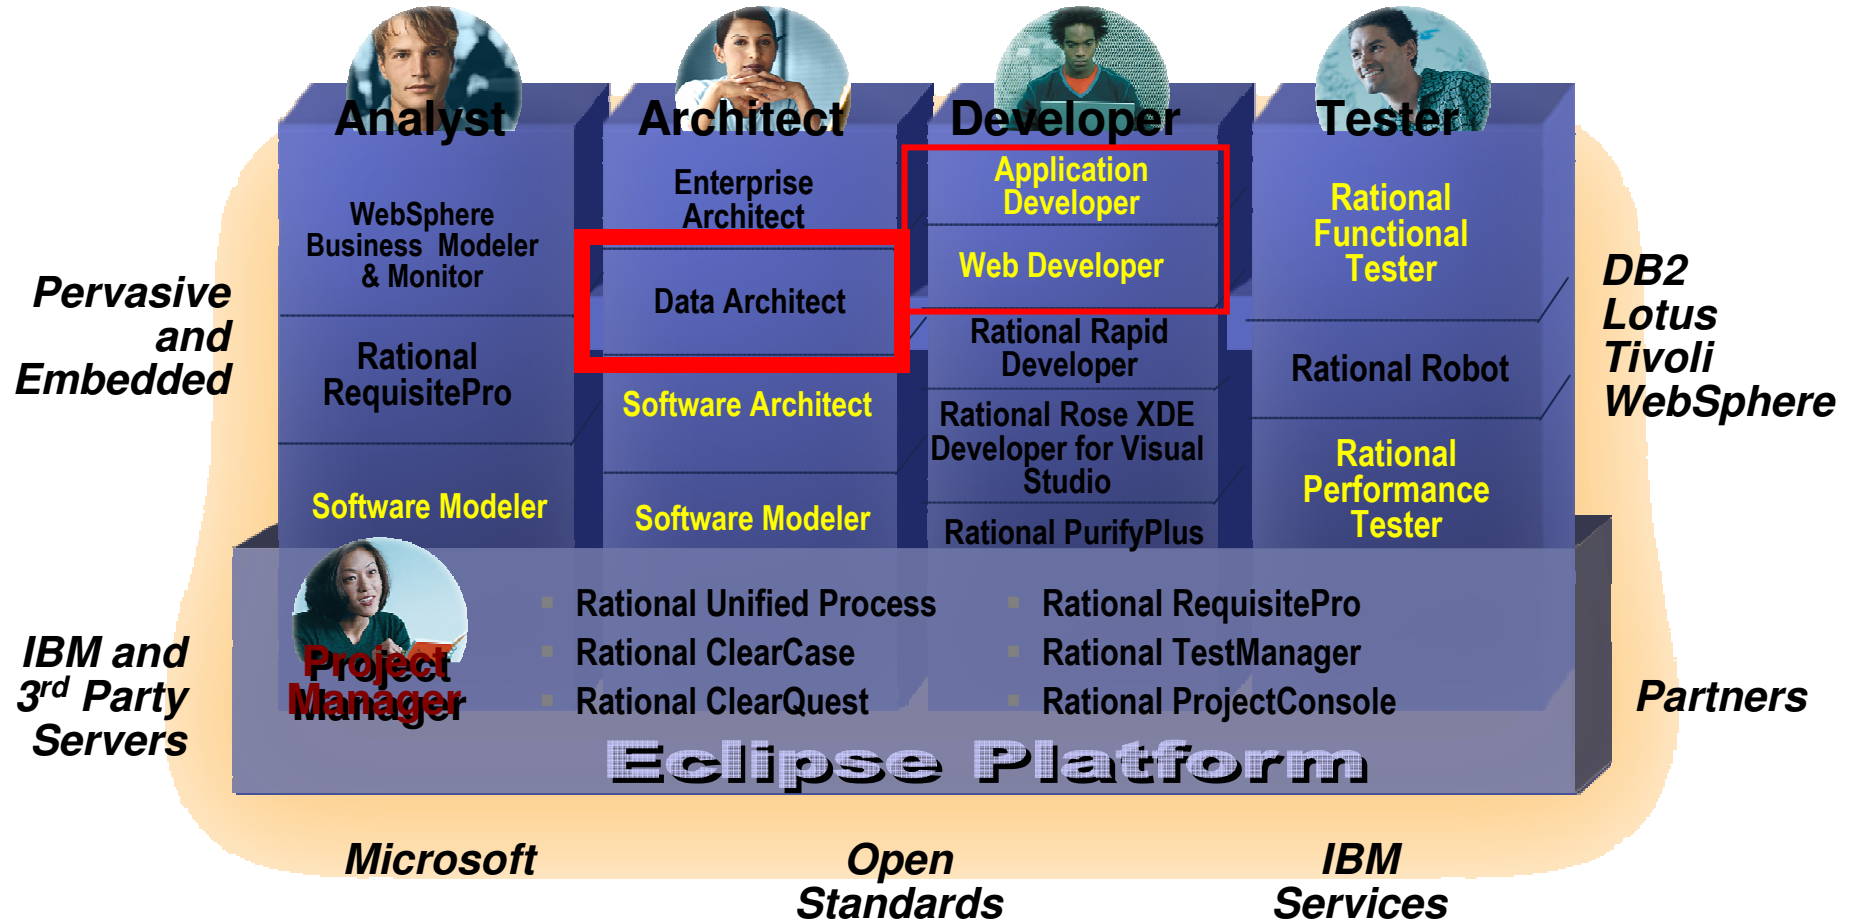 Analyst
Architect
Developer
Tester
WebSphere
Business Modeler
& Monitor
Rational
RequisitePro
Software Modeler
Enterprise
Architect
Data Architect
Software Architect
Software Modeler
Application
Developer
Web Developer
Rational Rapid
Developer
Rational Rose XDE
Developer for Visual
Studio
Rational PurifyPlus
Rational
Functional
Tester
Rational Robot
Rational
Performance
Tester
Pervasive
and
Embedded
DB2
Lotus
Tivoli
WebSphere
IBM and
3rd Party
Servers
Project
Manager
Rational Unified Process
Rational ClearCase
Rational ClearQuest
Rational RequisitePro
Rational TestManager
Rational ProjectConsole
Partners
Eclipse Platform
Microsoft
Open
Standards
IBM
Services